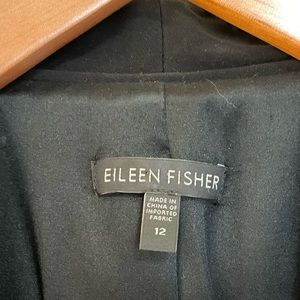 EILEEN FISHER
MADE IN
CHINA OF
IMPORTED
FABRIC
12